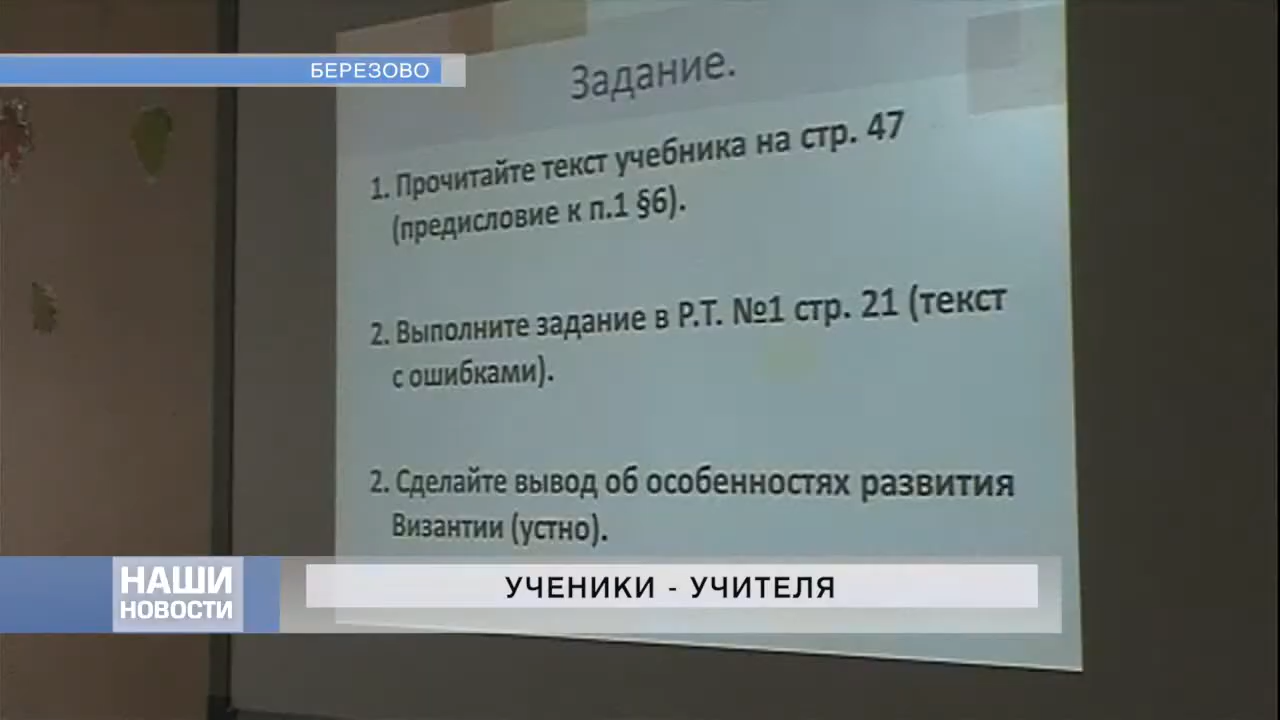 БЕРЕЗОВО
Задание.
1. Прочитайте текст учебника на стр. 47
(предисловие к п.1 §6).
2. Выполните задание в Р.Т. №1 стр. 21 (текст
с ошибками).
2. Сделайте вывод об особенностях развития
Византии (устно).
НАШИ
НОВОСТИ
УЧЕНИКИ - УЧИТЕЛЯ